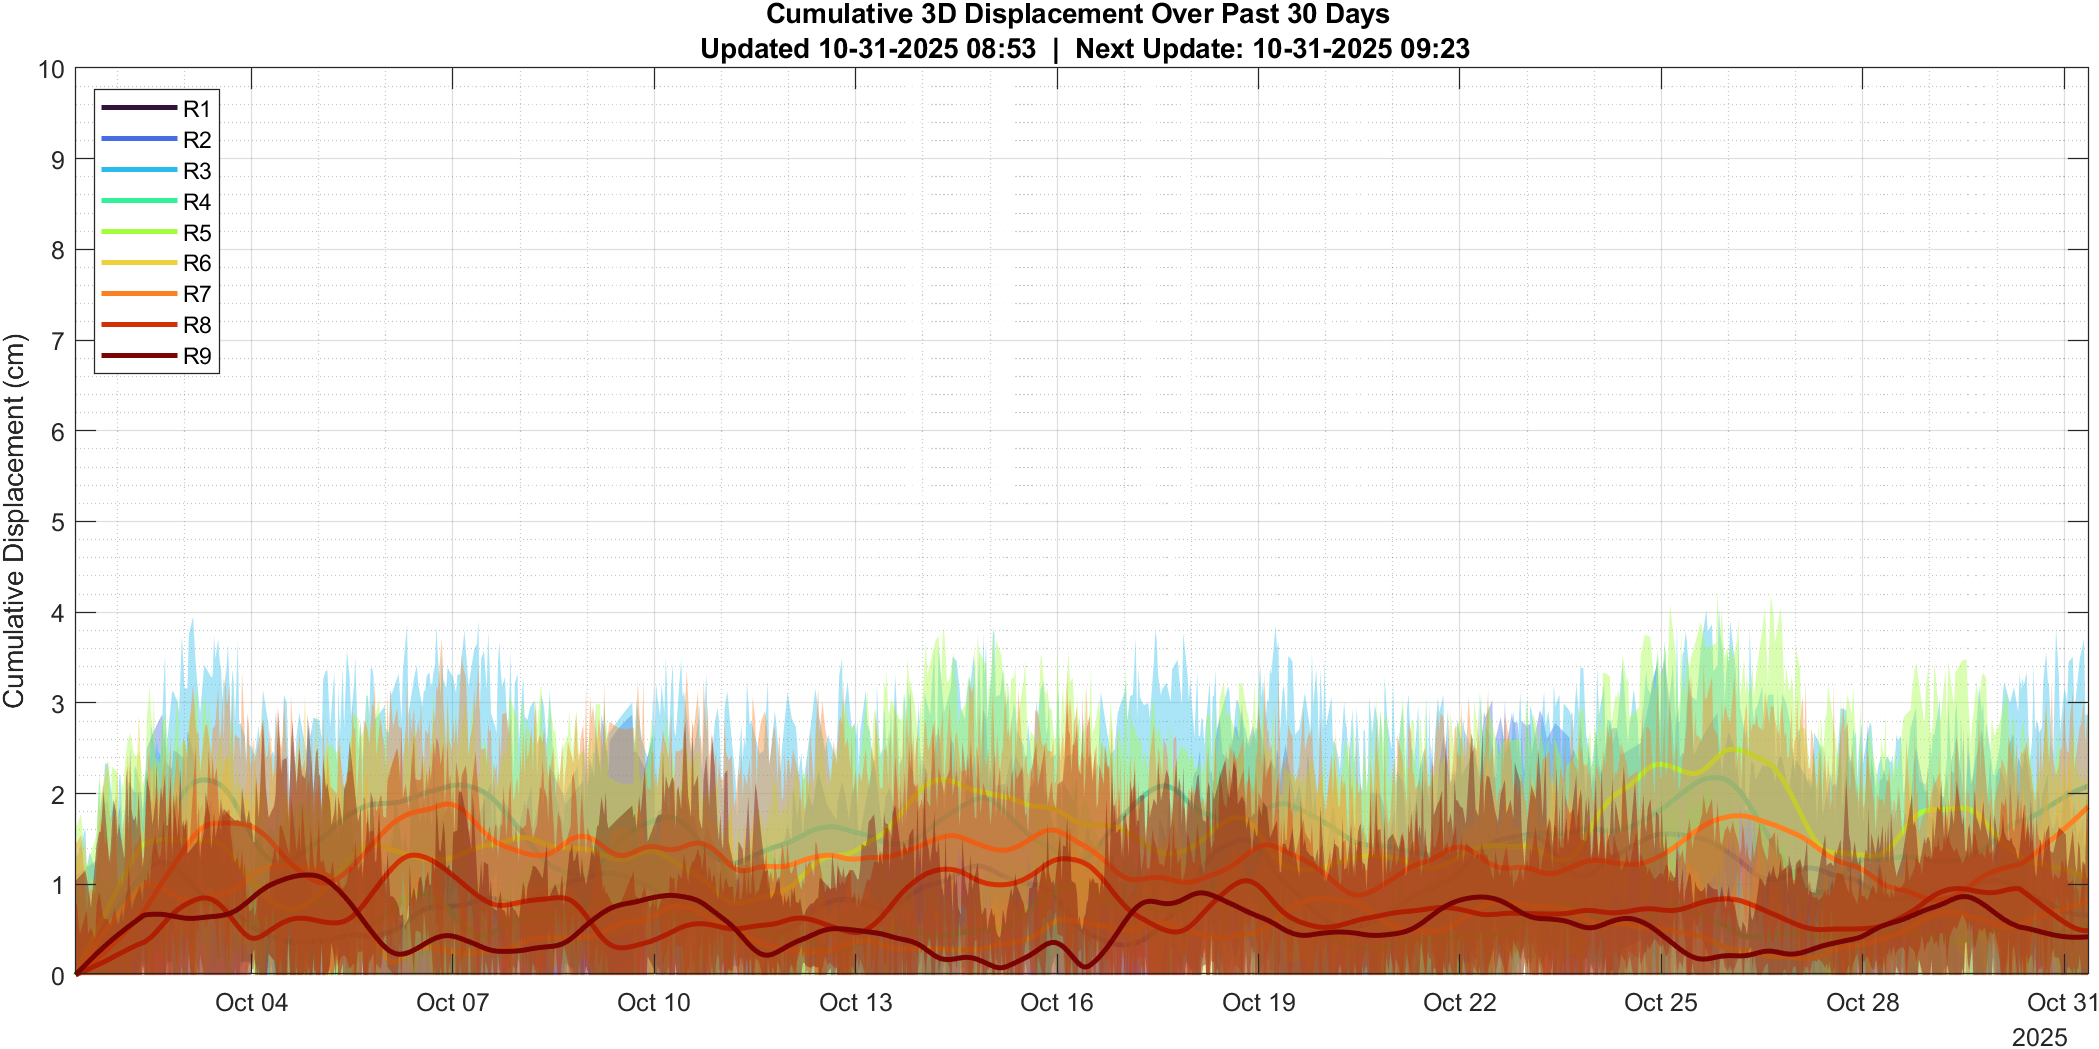 Cumulative 3D Displacement Over Past 30 Days
Updated 10-31-2025 08:53 | Next Update: 10-31-2025 09:23
Cumulative Displacement (cm)
10
9
8
7
6
5
4
3
2
1
0
R1
R2
R3
R4
R5
R6
R7
R8
R9
Oct 04
Oct 07
Oct 10
Oct 13
Oct 16
Oct 19
Oct 22
Oct 25
Oct 28
Oct 31
2025